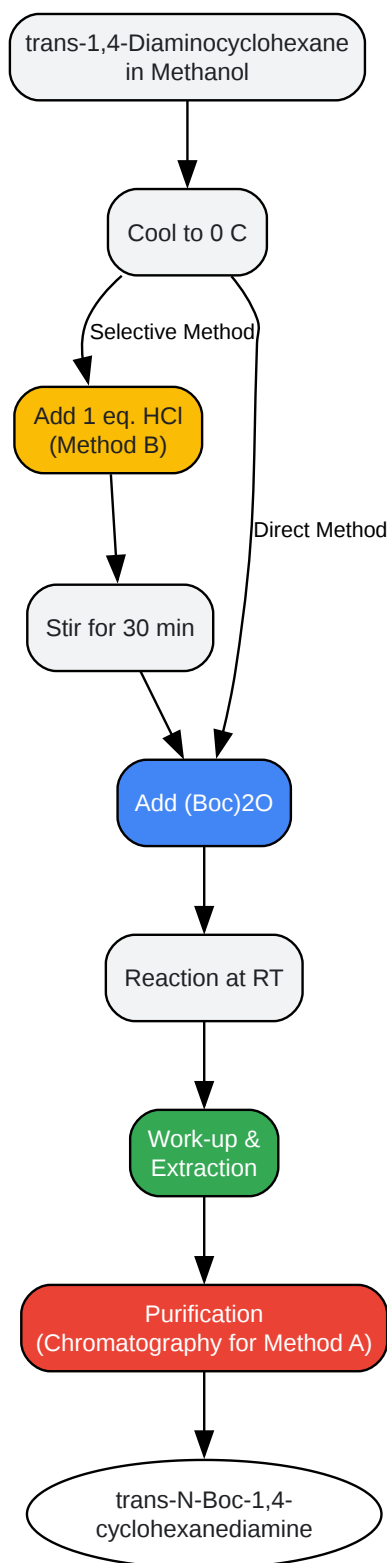 trans-1,4-Diaminocyclohexane
in Methanol
Cool to 0 C
Selective Method
Add 1 eq. HCl
(Method B)
Direct Method
Stir for 30 min
Add (Boc)2O
Reaction at RT
Work-up &
Extraction
Purification
(Chromatography for Method A)
trans-N-Boc-1,4-
cyclohexanediamine